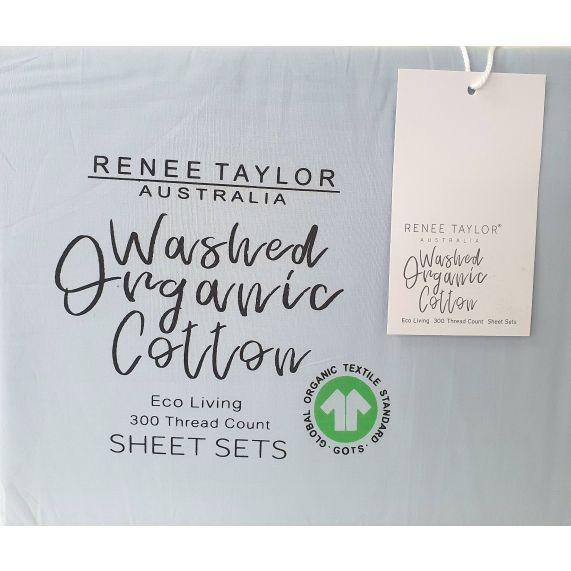 RENEE TAYLOR
AUSTRALIA
Washed
Organic
Cotton
Eco Living
300 Thread Count
SHEET SETS
GLOBAL ORGANIC TEXTILE STANDARD
· GOTS ·
RENEE TAYLOR®
AUSTRALIA
Washed
Organic
Cotton
Eco Living 300 Thread Count Sheet Sets